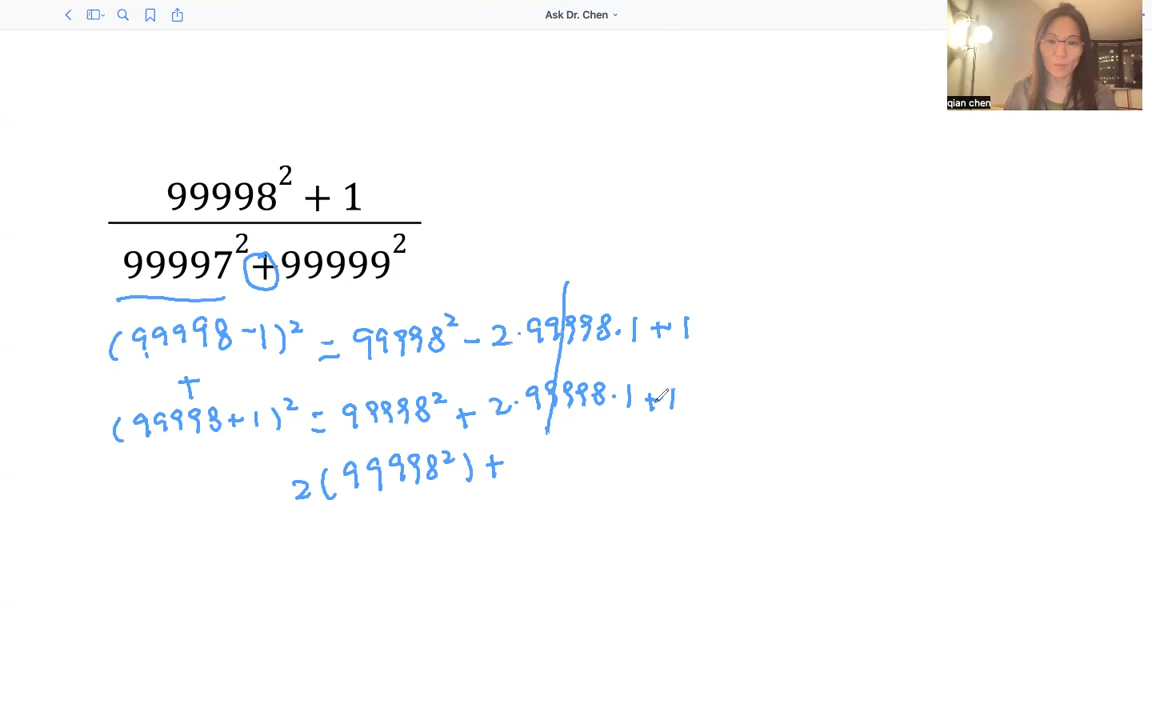 Ask Dr. Chen
qian chen
99998² + 1
99997² + 99999²
(99998 - 1)² = 99998² - 2·99998·1 + 1
+
(99998 + 1)² = 99998² + 2·99998·1 + 1
2(99998²) +